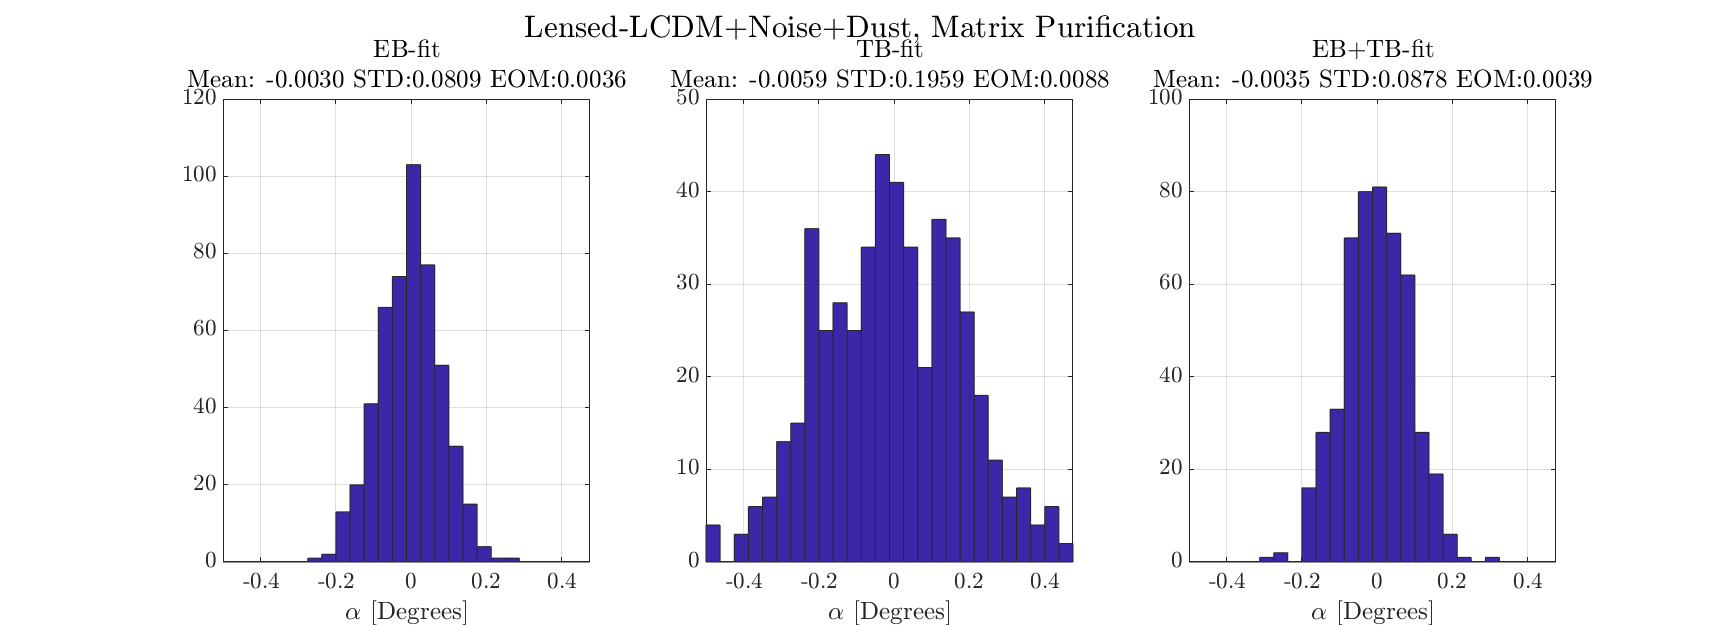 Lensed-LCDM+Noise+Dust, Matrix Purification
EB-fit
Mean: -0.0030 STD:0.0809 EOM:0.0036
120
100
80
60
40
20
0
-0.4 -0.2 0 0.2 0.4
α [Degrees]
TB-fit
Mean: -0.0059 STD:0.1959 EOM:0.0088
50
40
30
20
10
0
-0.4 -0.2 0 0.2 0.4
α [Degrees]
EB+TB-fit
Mean: -0.0035 STD:0.0878 EOM:0.0039
100
80
60
40
20
0
-0.4 -0.2 0 0.2 0.4
α [Degrees]